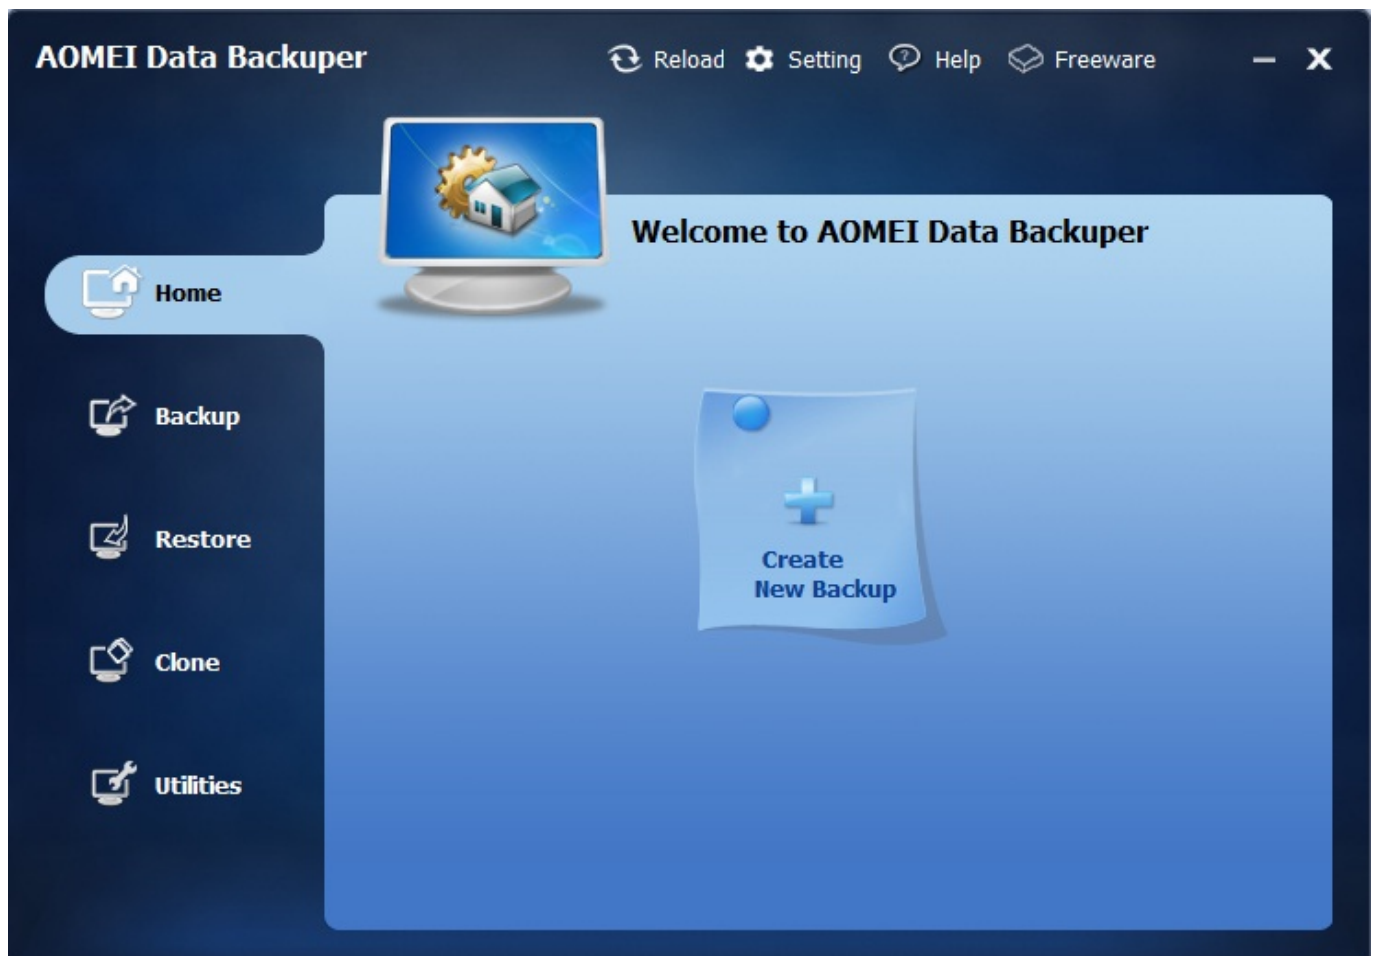 AOMEI Data Backuper
Reload Setting Help Freeware
Welcome to AOMEI Data Backuper
Home
Backup
Restore
Clone
Utilities
Create
New Backup